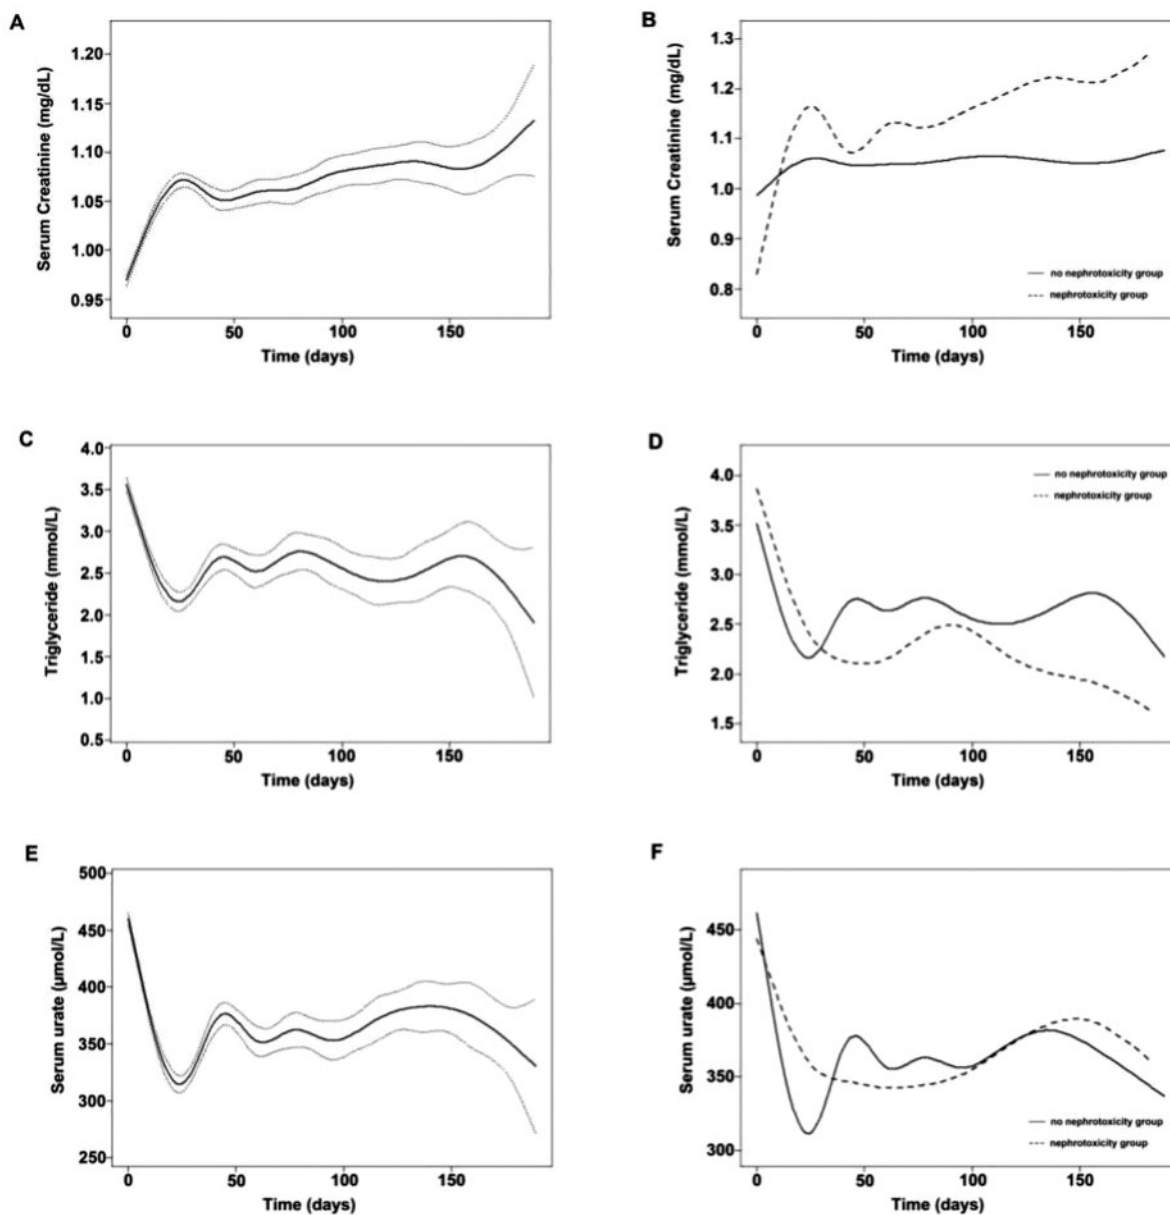 A
Serum Creatinine (mg/dL)
1.20
1.15
1.10
1.05
1.00
0.95
0 50 100 150
Time (days)
B
Serum Creatinine (mg/dL)
1.3
1.2
1.1
1.0
0.9
0.8
no nephrotoxicity group
nephrotoxicity group
0 50 100 150
Time (days)
C
Triglyceride (mmol/L)
4.0
3.5
3.0
2.5
2.0
1.5
1.0
0.5
0 50 100 150
Time (days)
D
Triglyceride (mmol/L)
4.0
3.5
3.0
2.5
2.0
1.5
no nephrotoxicity group
nephrotoxicity group
0 50 100 150
Time (days)
E
Serum urate (µmol/L)
500
450
400
350
300
250
0 50 100 150
Time (days)
F
Serum urate (µmol/L)
450
400
350
300
no nephrotoxicity group
nephrotoxicity group
0 50 100 150
Time (days)